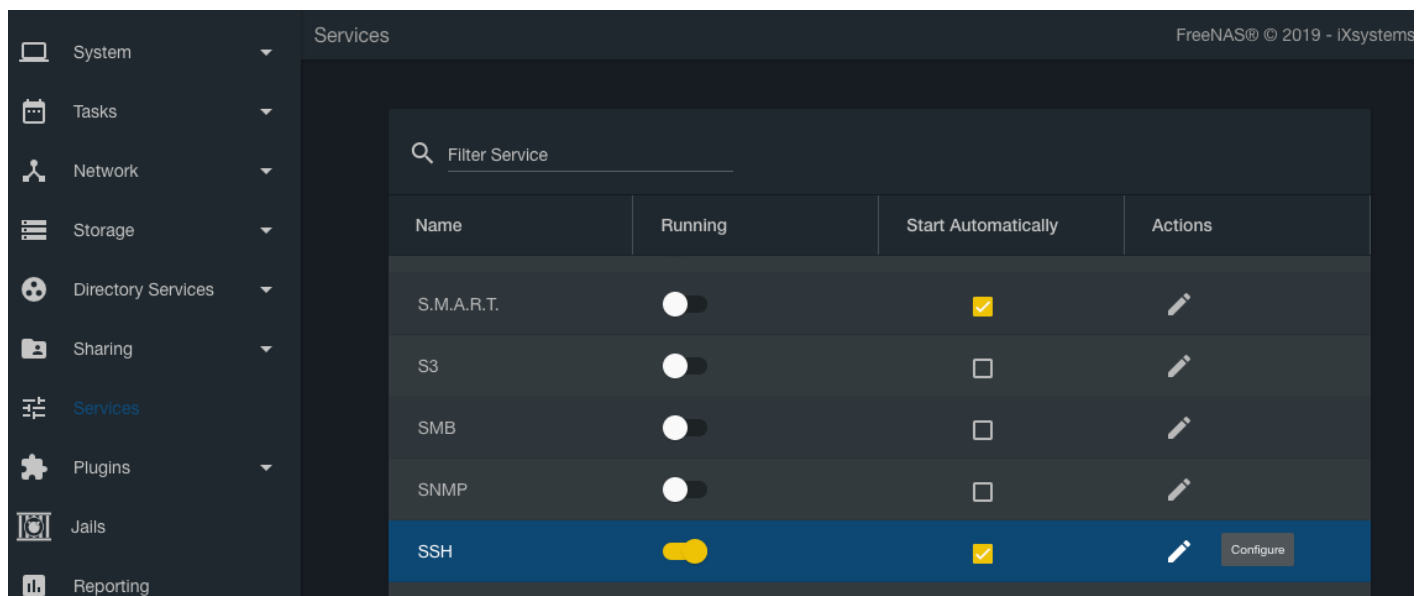 Services
FreeNAS® © 2019 - iXsystems
System
Tasks
Network
Storage
Directory Services
Sharing
Services
Plugins
Jails
Reporting
Filter Service
Name Running Start Automatically Actions
S.M.A.R.T.
S3
SMB
SNMP
SSH Configure